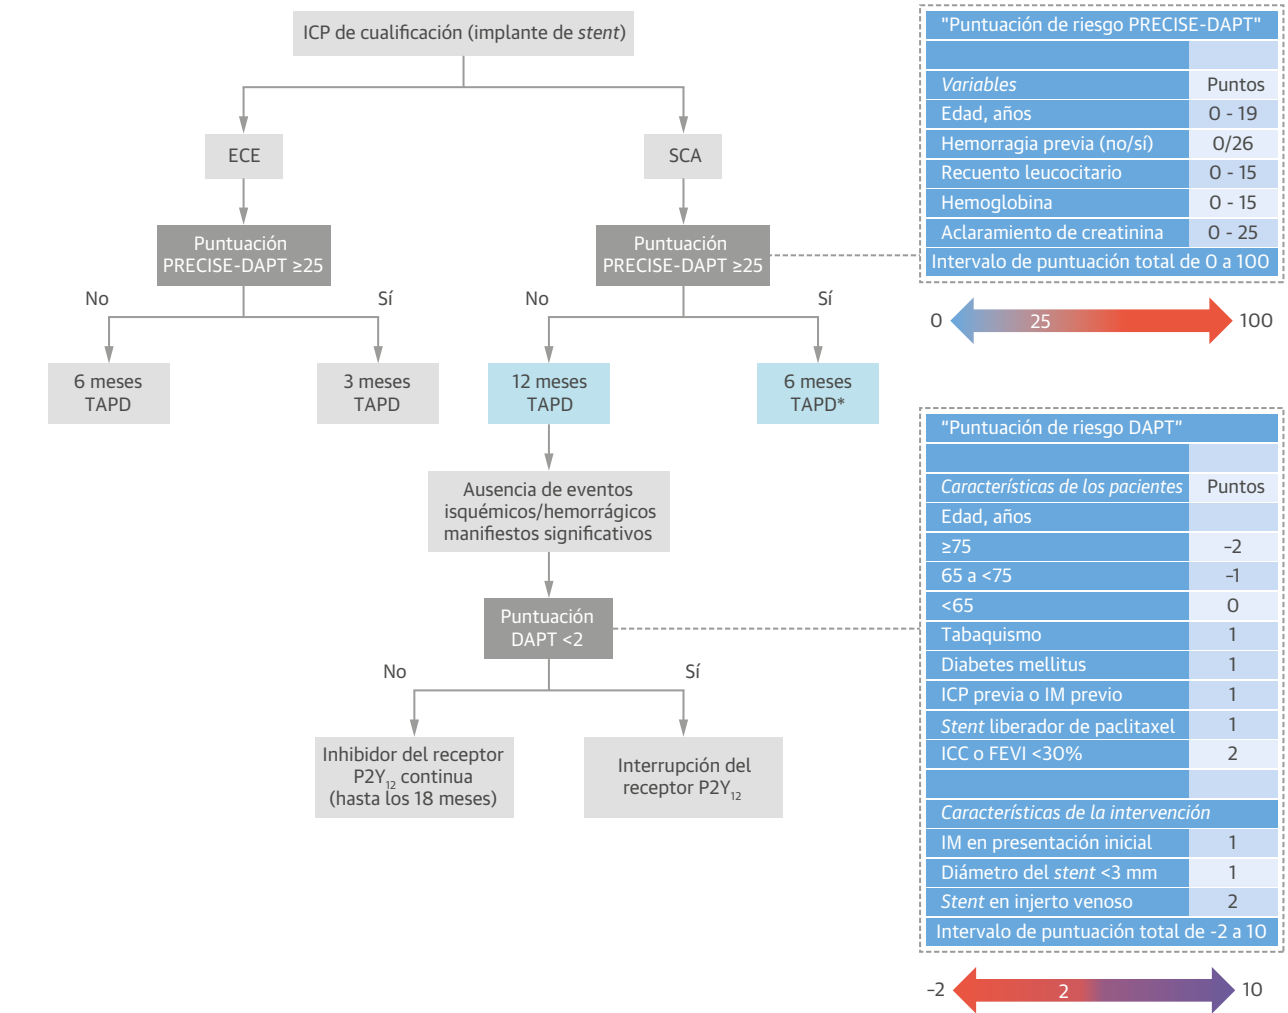 ICP de cualificación (implante de stent)
ECE
SCA
Puntuación
PRECISE-DAPT ≥25
Puntuación
PRECISE-DAPT ≥25
No
Sí
No
Sí
6 meses
TAPD
3 meses
TAPD
12 meses
TAPD
6 meses
TAPD*
Ausencia de eventos
isquémicos/hemorrágicos
manifiestos significativos
Puntuación
DAPT <2
No
Sí
Inhibidor del receptor
P2Y12 continua
(hasta los 18 meses)
Interrupción del
receptor P2Y12
"Puntuación de riesgo PRECISE-DAPT"
Variables Puntos
Edad, años 0 - 19
Hemorragia previa (no/sí) 0/26
Recuento leucocitario 0 - 15
Hemoglobina 0 - 15
Aclaramiento de creatinina 0 - 25
Intervalo de puntuación total de 0 a 100
0 25 100
“Puntuación de riesgo DAPT”
Características de los pacientes Puntos
Edad, años
≥75 -2
65 a <75 -1
<65 0
Tabaquismo 1
Diabetes mellitus 1
ICP previa o IM previo 1
Stent liberador de paclitaxel 1
ICC o FEVI <30% 2
Características de la intervención
IM en presentación inicial 1
Diámetro del stent <3 mm 1
Stent en injerto venoso 2
Intervalo de puntuación total de -2 a 10
-2 2 10